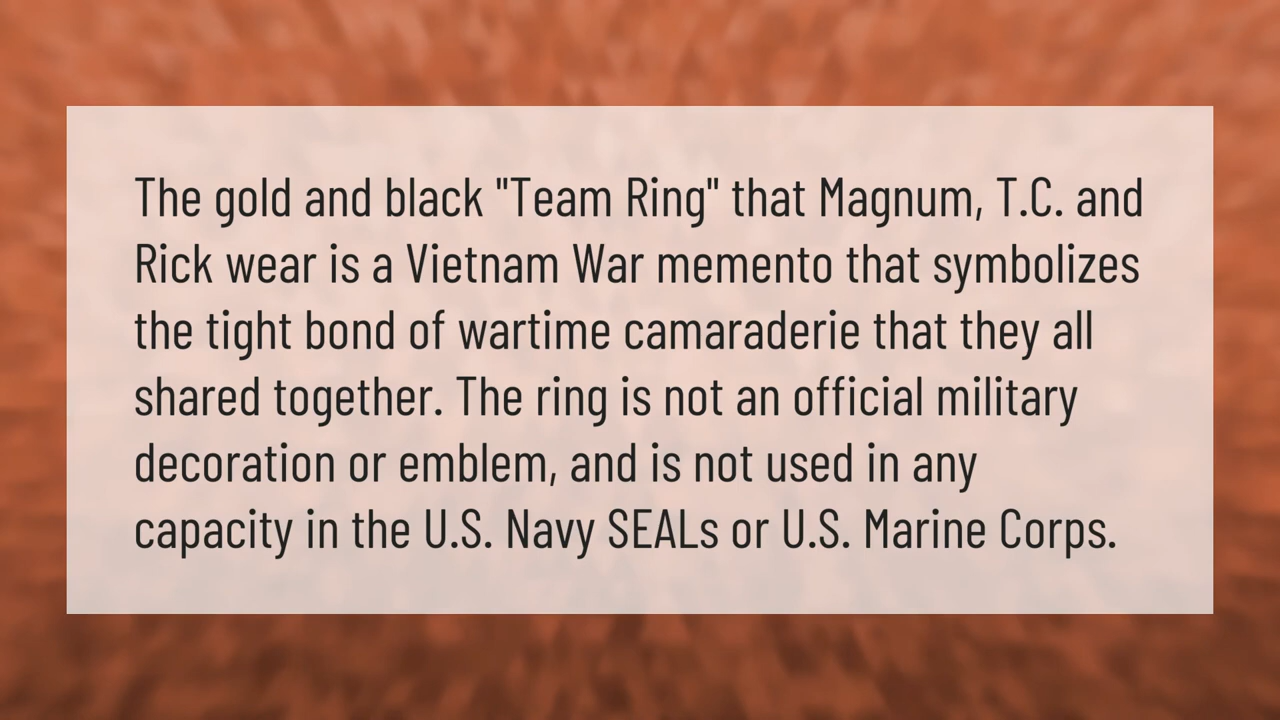 The gold and black "Team Ring" that Magnum, T.C. and
Rick wear is a Vietnam War memento that symbolizes
the tight bond of wartime camaraderie that they all
shared together. The ring is not an official military
decoration or emblem, and is not used in any
capacity in the U.S. Navy SEALs or U.S. Marine Corps.